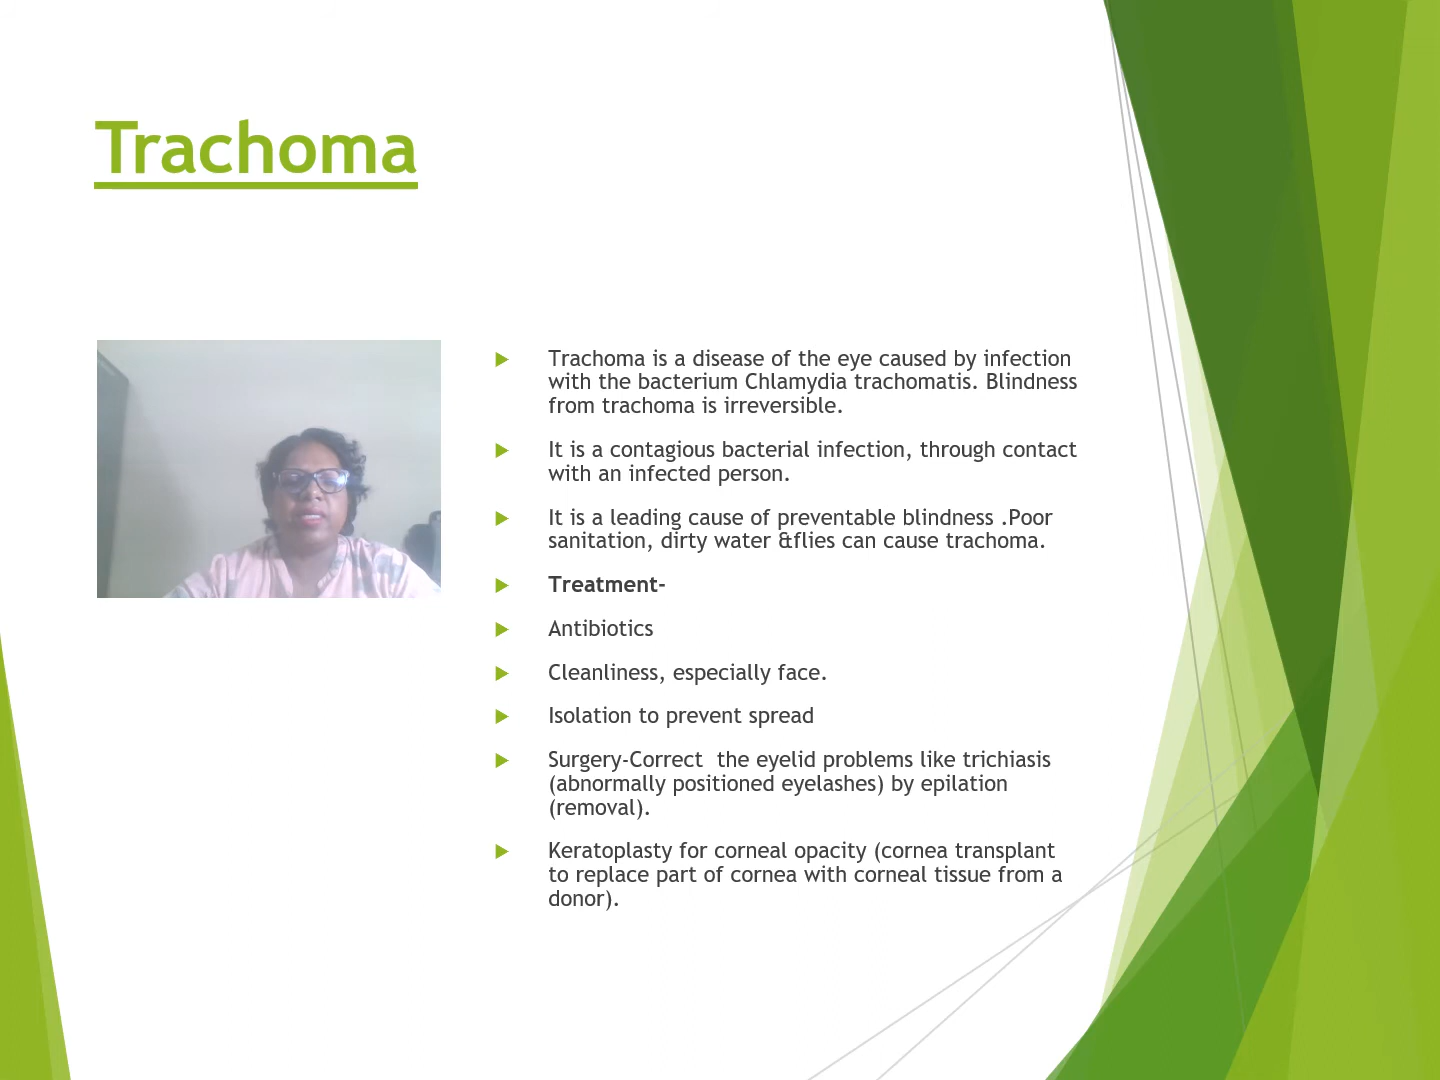 Trachoma
Trachoma is a disease of the eye caused by infection
with the bacterium Chlamydia trachomatis. Blindness
from trachoma is irreversible.
It is a contagious bacterial infection, through contact
with an infected person.
It is a leading cause of preventable blindness .Poor
sanitation, dirty water &flies can cause trachoma.
Treatment-
Antibiotics
Cleanliness, especially face.
Isolation to prevent spread
Surgery-Correct  the eyelid problems like trichiasis
(abnormally positioned eyelashes) by epilation
(removal).
Keratoplasty for corneal opacity (cornea transplant
to replace part of cornea with corneal tissue from a
donor).